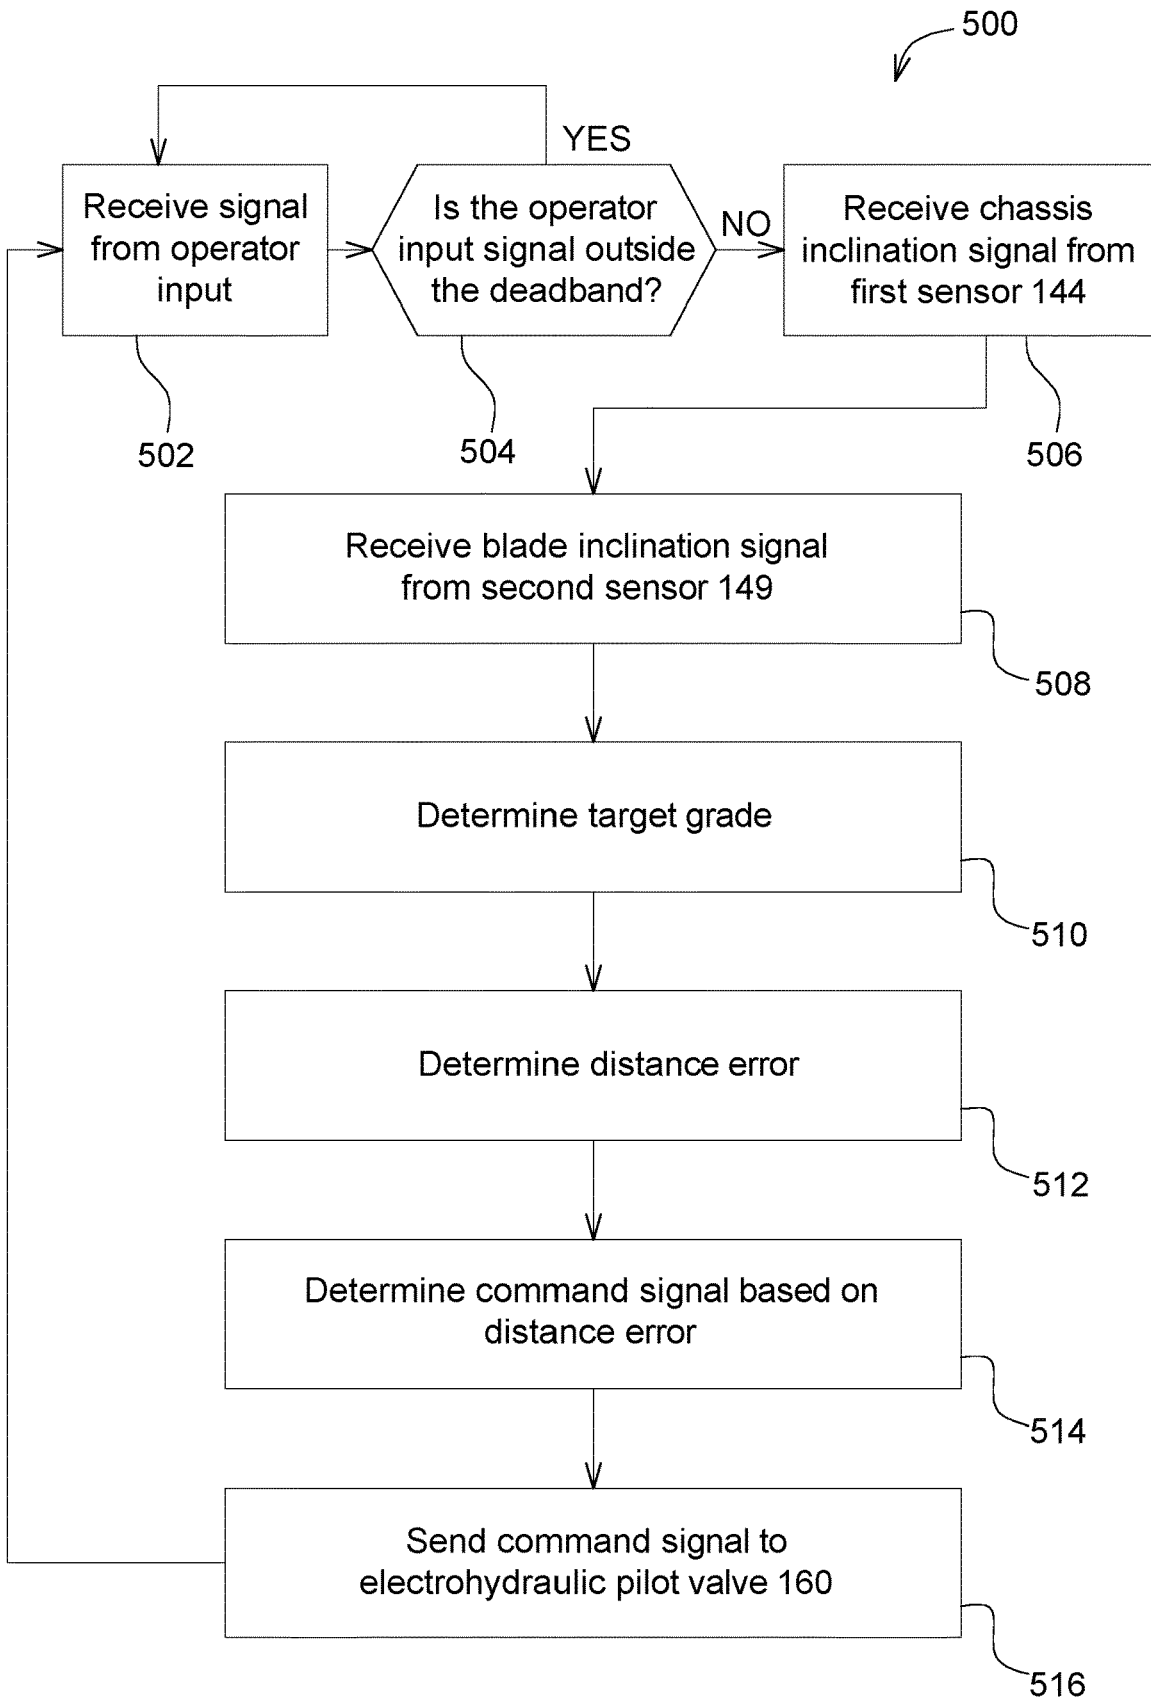 500
YES
Receive signal
from operator
input
Is the operator
input signal outside
the deadband?
NO
Receive chassis
inclination signal from
first sensor 144
502
504
506
Receive blade inclination signal
from second sensor 149
508
Determine target grade
510
Determine distance error
512
Determine command signal based on
distance error
514
Send command signal to
electrohydraulic pilot valve 160
516